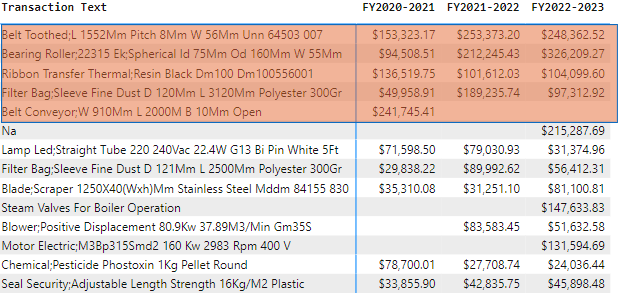 Transaction Text FY2020-2021 FY2021-2022 FY2022-2023
Belt Toothed;L 1552Mm Pitch 8Mm W 56Mm Unn 64503 007 $153,323.17 $253,373.20 $248,362.52
Bearing Roller;22315 Ek;Spherical Id 75Mm Od 160Mm W 55Mm $94,508.51 $212,245.43 $326,209.27
Ribbon Transfer Thermal;Resin Black Dm100 Dm100556001 $136,519.75 $101,612.03 $104,099.60
Filter Bag;Sleeve Fine Dust D 120Mm L 3120Mm Polyester 300Gr $49,958.91 $189,235.74 $97,312.92
Belt Conveyor;W 910Mm L 2000M B 10Mm Open $241,745.41
Na $215,287.69
Lamp Led;Straight Tube 220 240Vac 22.4W G13 Bi Pin White 5Ft $71,598.50 $79,030.93 $31,374.96
Filter Bag;Sleeve Fine Dust D 121Mm L 2500Mm Polyester 300Gr $29,838.22 $89,992.62 $56,412.31
Blade;Scraper 1250X40(Wxh)Mm Stainless Steel Mddm 84155 830 $35,310.08 $31,251.10 $81,100.81
Steam Valves For Boiler Operation $147,633.83
Blower;Positive Displacement 80.9Kw 37.89M3/Min Gm35S $83,583.45 $51,632.58
Motor Electric;M3Bp315Smd2 160 Kw 2983 Rpm 400 V $131,594.69
Chemical;Pesticide Phostoxin 1Kg Pellet Round $78,700.01 $27,708.74 $24,036.44
Seal Security;Adjustable Length Strength 16Kg/M2 Plastic $33,855.90 $42,835.75 $45,898.48